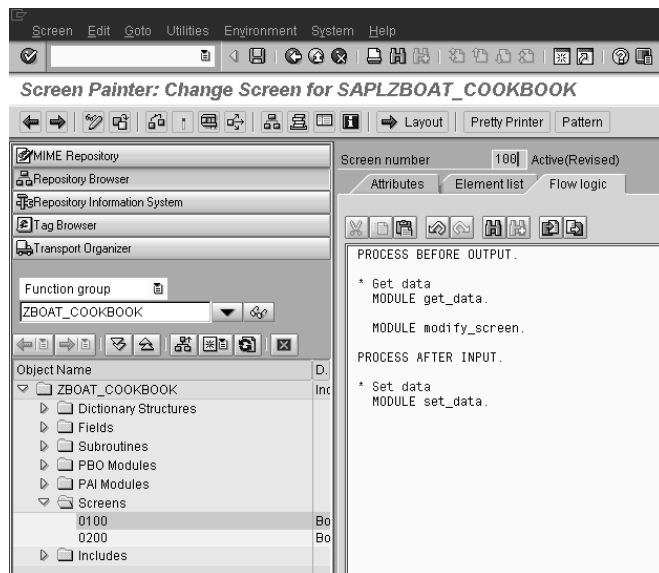 Screen Edit Goto Utilities Environment System Help
Screen Painter: Change Screen for SAPLZBOAT_COOKBOOK
Layout Pretty Printer Pattern
MIME Repository
Repository Browser
Repository Information System
Tag Browser
Transport Organizer
Function group
ZBOAT_COOKBOOK
Object Name D.
ZBOAT_COOKBOOK Inc
Dictionary Structures
Fields
Subroutines
PBO Modules
PAI Modules
Screens
0100 Bo
0200 Bo
Includes
Screen number 100 Active(Revised)
Attributes Element list Flow logic
PROCESS BEFORE OUTPUT.
* Get data
MODULE get_data.
MODULE modify_screen.
PROCESS AFTER INPUT.
* Set data
MODULE set_data.